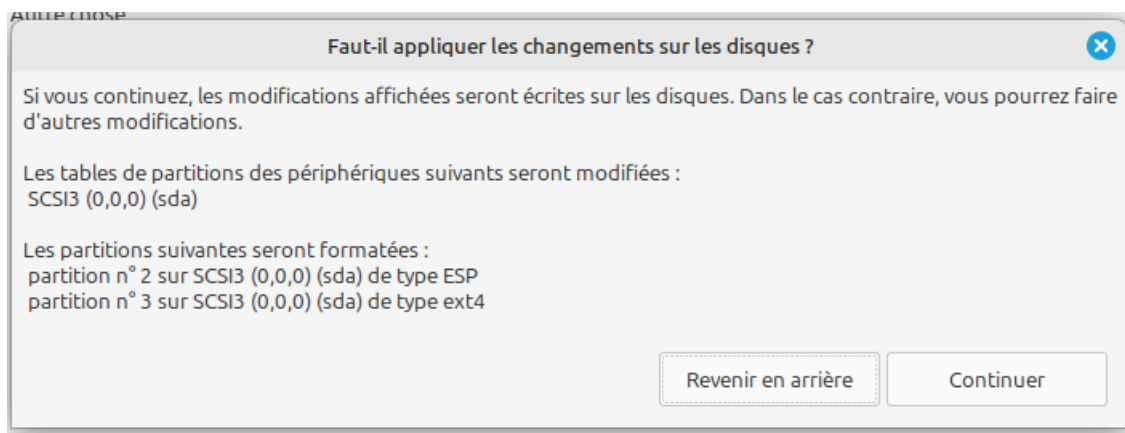 Autre chose
Faut-il appliquer les changements sur les disques ?
Si vous continuez, les modifications affichées seront écrites sur les disques. Dans le cas contraire, vous pourrez faire
d'autres modifications.
Les tables de partitions des périphériques suivants seront modifiées :
SCSI3 (0,0,0) (sda)
Les partitions suivantes seront formatées :
partition n° 2 sur SCSI3 (0,0,0) (sda) de type ESP
partition n° 3 sur SCSI3 (0,0,0) (sda) de type ext4
Revenir en arrière
Continuer